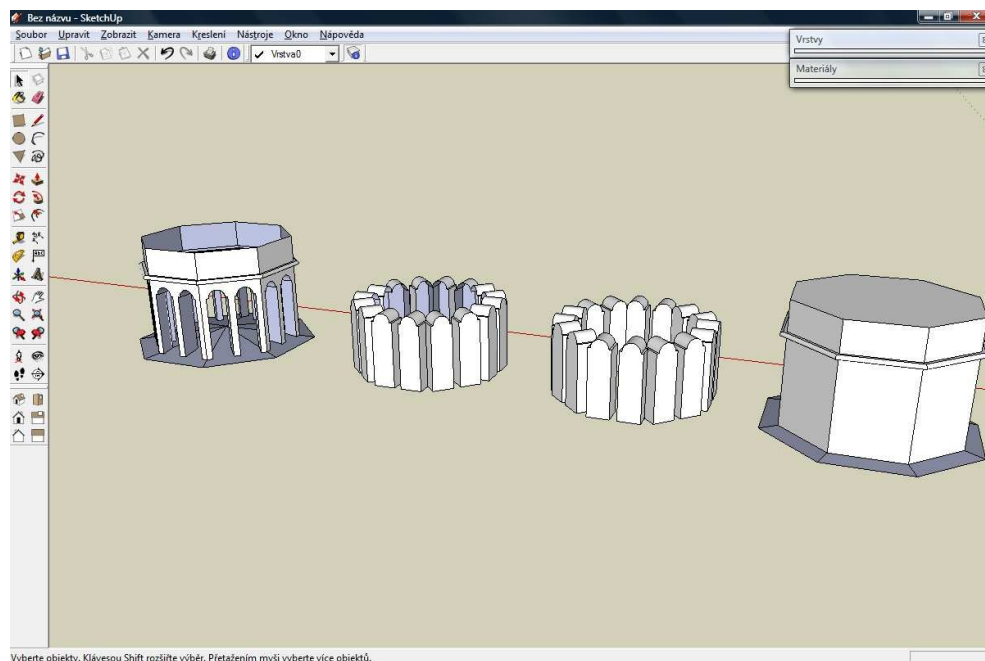 Bez názvu - SketchUp
Soubor Upravit Zobrazit Kamera Kreslení Nástroje Okno Nápověda
Vrstva0
Vrstvy
Materiály
Vyberte objekty. Klávesou Shift rozšiřte výběr. Přetažením myši vyberte více objektů.